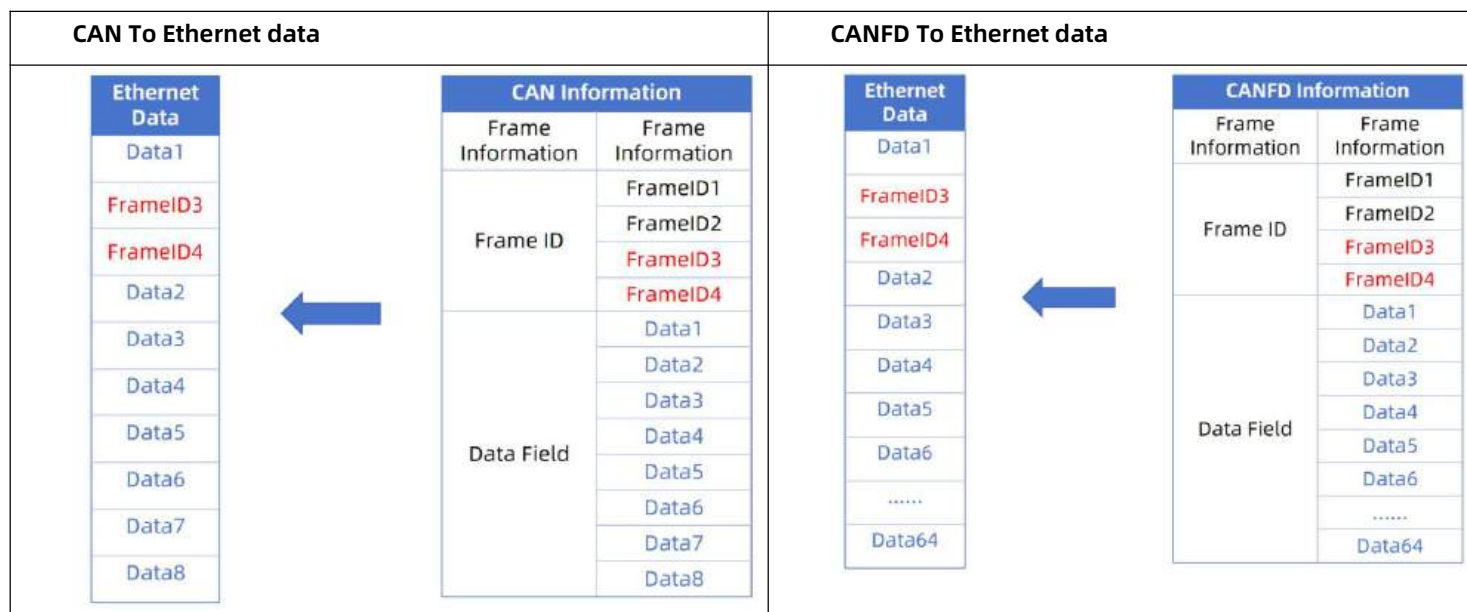 CAN To Ethernet data
Ethernet
Data
Data1
FrameID3
FrameID4
Data2
Data3
Data4
Data5
Data6
Data7
Data8
CAN Information
Frame
Information
Frame
Information
Frame ID
FrameID1
FrameID2
FrameID3
FrameID4
Data Field
Data1
Data2
Data3
Data4
Data5
Data6
Data7
Data8
CANFD To Ethernet data
Ethernet
Data
Data1
FrameID3
FrameID4
Data2
Data3
Data4
Data5
Data6
......
Data64
CANFD Information
Frame
Information
Frame
Information
Frame ID
FrameID1
FrameID2
FrameID3
FrameID4
Data Field
Data1
Data2
Data3
Data4
Data5
Data6
......
Data64